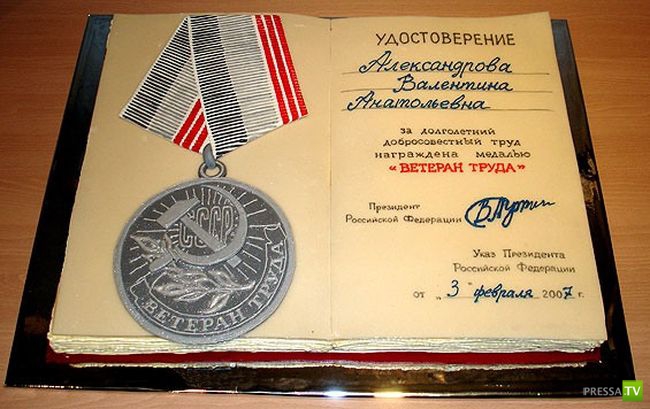 СССР
ВЕТЕРАН ТРУДА
УДОСТОВЕРЕНИЕ
Александрова
Валентина
Анатольевна
за долголетний
добросовестный труд
награждена медалью
"ВЕТЕРАН ТРУДА"
Президент
Российской Федерации
В Путин
Указ Президента
Российской Федерации
от "3" февраля 2007 г.
PRESSA.TV